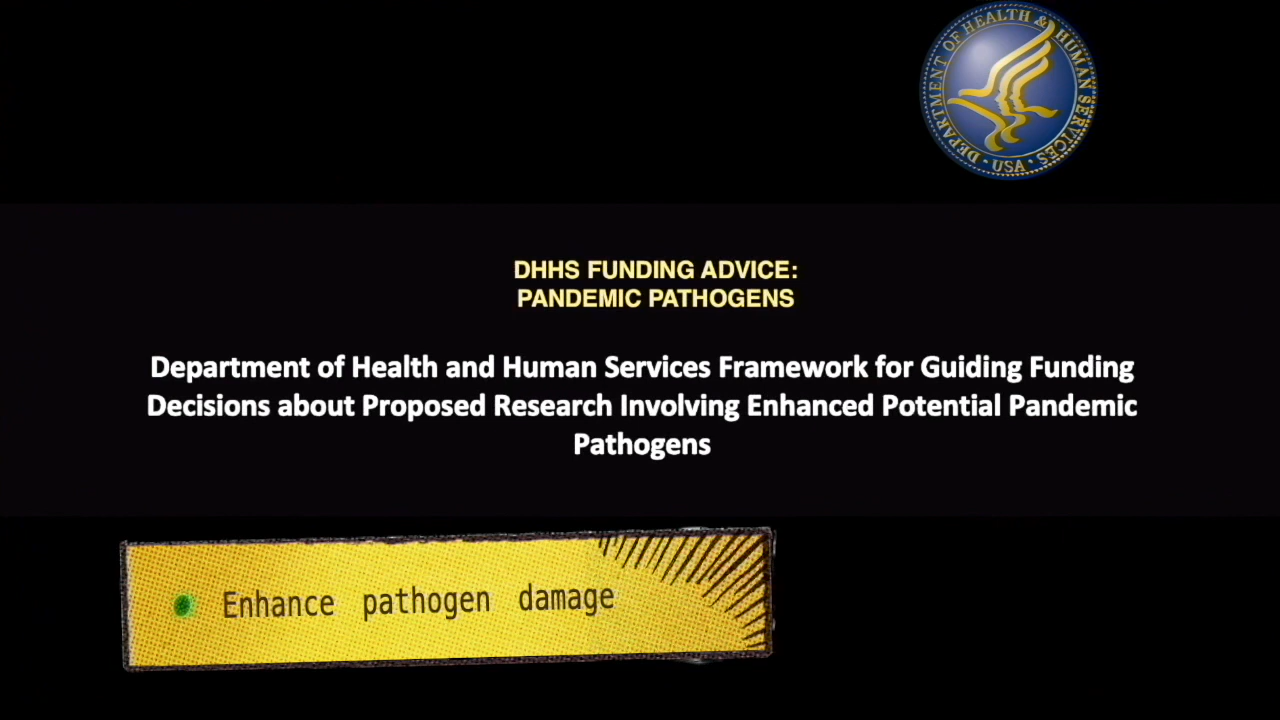 DEPARTMENT OF HEALTH & HUMAN SERVICES · USA
DHHS FUNDING ADVICE:
PANDEMIC PATHOGENS
Department of Health and Human Services Framework for Guiding Funding
Decisions about Proposed Research Involving Enhanced Potential Pandemic
Pathogens
Enhance pathogen damage